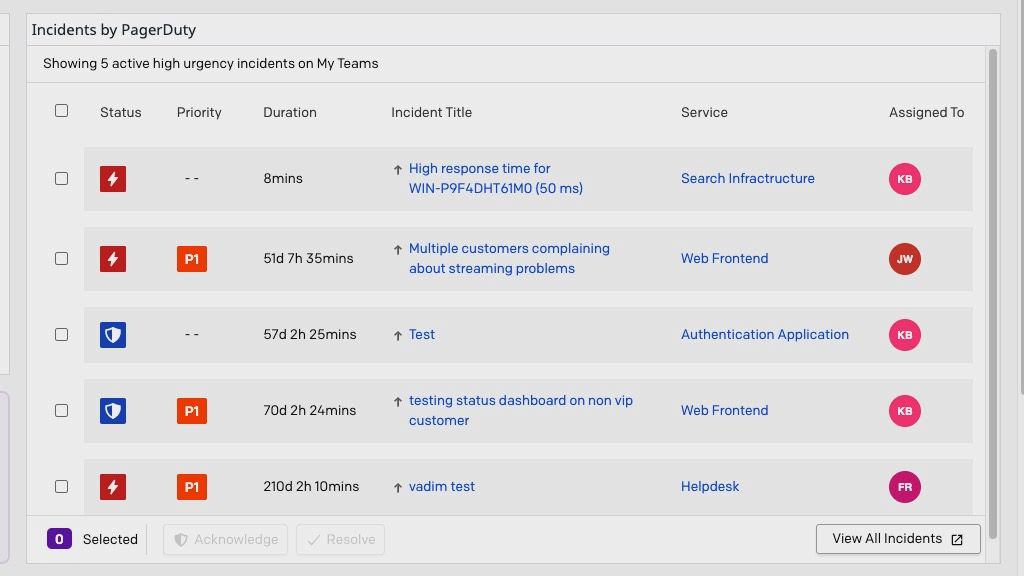 Incidents by PagerDuty
Showing 5 active high urgency incidents on My Teams
Status Priority Duration Incident Title Service Assigned To
-- 8mins High response time for
WIN-P9F4DHT61M0 (50 ms) Search Infractructure KB
P1 51d 7h 35mins Multiple customers complaining
about streaming problems Web Frontend JW
-- 57d 2h 25mins Test Authentication Application KB
P1 70d 2h 24mins testing status dashboard on non vip
customer Web Frontend KB
P1 210d 2h 10mins vadim test Helpdesk FR
0 Selected Acknowledge Resolve View All Incidents